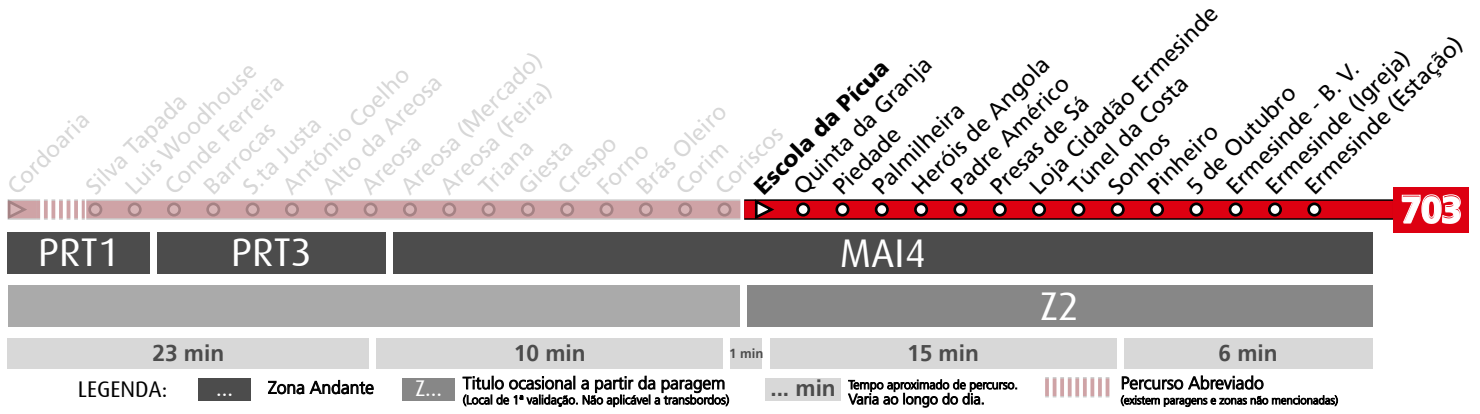 Cordoaria
Silva Tapada
Luis Woodhouse
Conde Ferreira
Barrocas
S.ta Justa
António Coelho
Alto da Areosa
Areosa
Areosa (Mercado)
Areosa (Feira)
Triana
Giesta
Crespo
Forno
Brás Oleiro
Corim
Coriscos
Escola da Pícua
Quinta da Granja
Piedade
Palmilheira
Heróis de Angola
Padre Américo
Presas de Sá
Loja Cidadão Ermesinde
Túnel da Costa
Sonhos
Pinheiro
5 de Outubro
Ermesinde - B. V.
Ermesinde (Igreja)
Ermesinde (Estação)
703
PRT1 PRT3 MAI4
Z2
23 min 10 min 1 min 15 min 6 min
LEGENDA:
... Zona Andante
Z... Titulo ocasional a partir da paragem
(Local de 1ª validação. Não aplicável a transbordos)
... min Tempo aproximado de percurso.
Varia ao longo do dia.
Percurso Abreviado
(existem paragens e zonas não mencionadas)